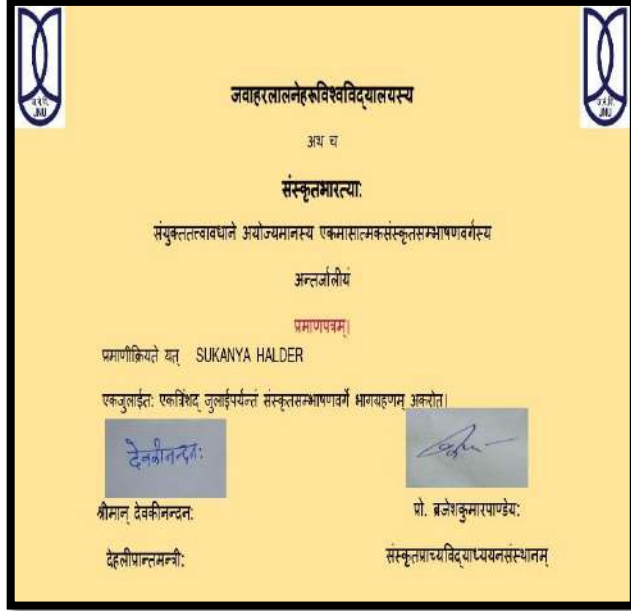 ज.ने.वि.
JNU
ज.ने.वि.
JNU
जवाहरलालनेहरूविश्वविद्यालयस्य
अथ च
संस्कृतभारत्या:
संयुक्ततत्त्वावधाने अयोज्यमानस्य एकमासात्मकसंस्कृतसम्भाषणवर्गस्य
अन्तर्जालीयं
प्रमाणपत्रम्।
प्रमाणीक्रियते यत् SUKANYA HALDER
एकजुलाईत: एकत्रिंशद् जुलाईपर्यन्तं संस्कृतसम्भाषणवर्गे भागग्रहणम् अकरोत्।
देवकीनन्दन:
श्रीमान् देवकीनन्दन:
प्रो. ब्रजेशकुमारपाण्डेय:
देहलीप्रान्तमन्त्री:
संस्कृतप्राच्यविद्याध्ययनसंस्थानम्